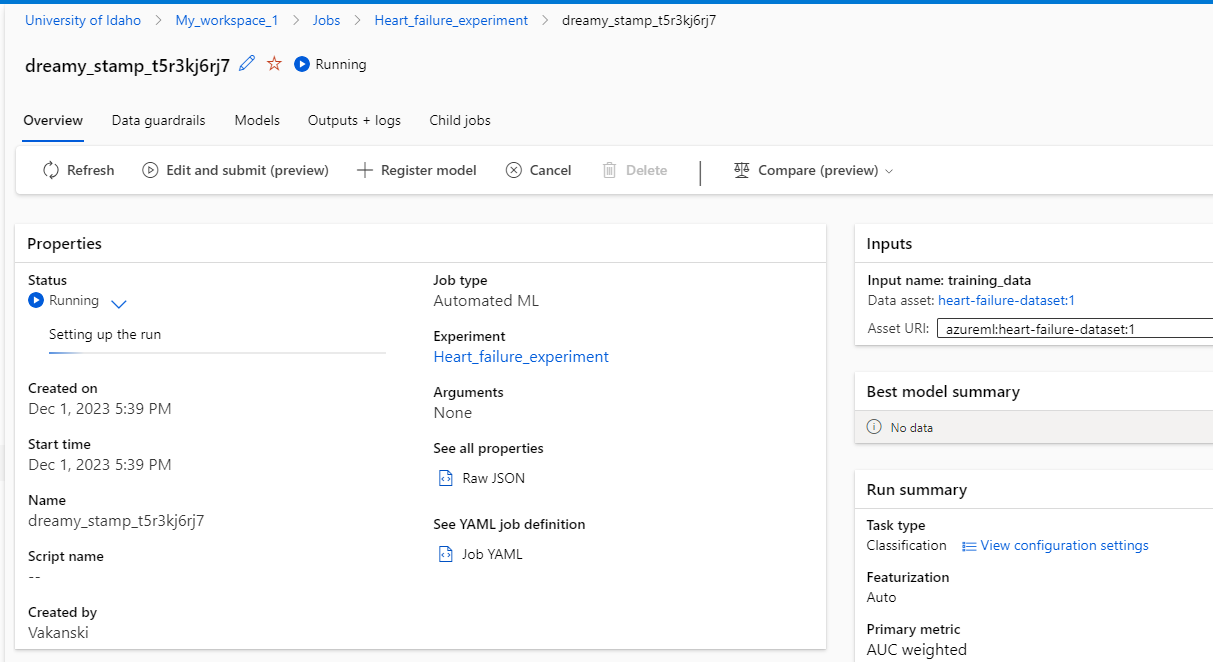 University of Idaho > My_workspace_1 > Jobs > Heart_failure_experiment > dreamy_stamp_t5r3kj6rj7
dreamy_stamp_t5r3kj6rj7 Running
Overview Data guardrails Models Outputs + logs Child jobs
Refresh Edit and submit (preview) Register model Cancel Delete Compare (preview)
Properties
Status
Running
Setting up the run
Created on
Dec 1, 2023 5:39 PM
Start time
Dec 1, 2023 5:39 PM
Name
dreamy_stamp_t5r3kj6rj7
Script name
--
Created by
Vakanski
Job type
Automated ML
Experiment
Heart_failure_experiment
Arguments
None
See all properties
Raw JSON
See YAML job definition
Job YAML
Inputs
Input name: training_data
Data asset: heart-failure-dataset:1
Asset URI: azureml:heart-failure-dataset:1
Best model summary
No data
Run summary
Task type
Classification View configuration settings
Featurization
Auto
Primary metric
AUC weighted